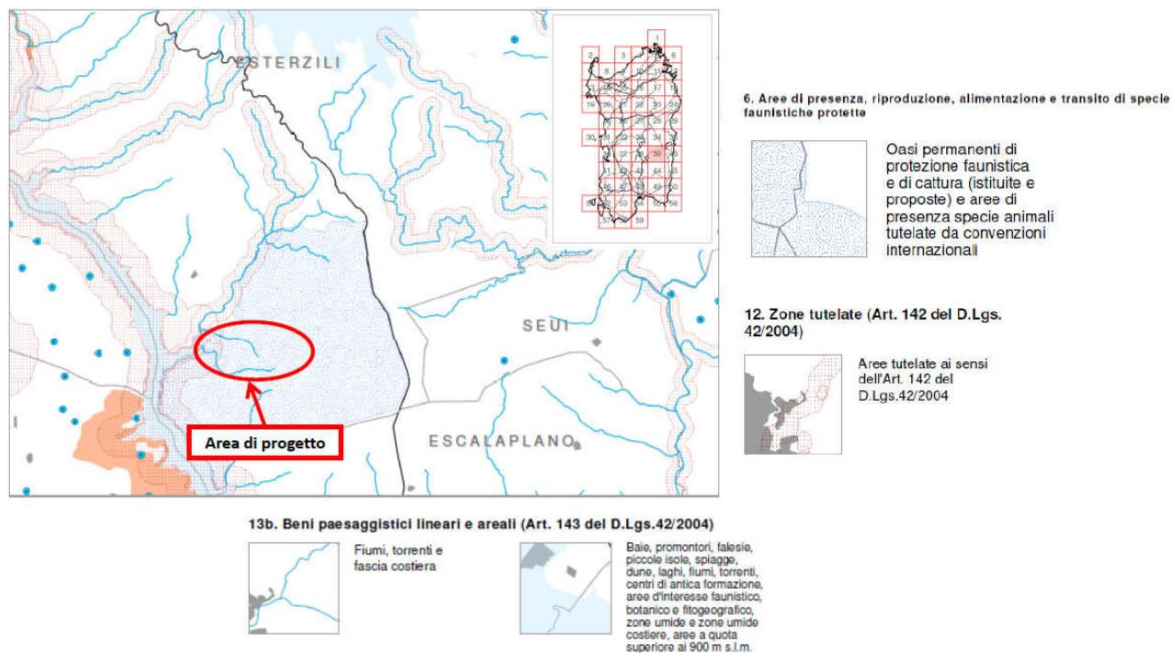 ESTERZILI
SEUI
ESCALAPLANO
Area di progetto
6. Aree di presenza, riproduzione, alimentazione e transito di specie
faunistiche protette
Oasi permanenti di
protezione faunistica
e di cattura (istituite e
proposte) e aree di
presenza specie animali
tutelate da convenzioni
internazionali
12. Zone tutelate (Art. 142 del D.Lgs.
42/2004)
Aree tutelate ai sensi
dell'Art. 142 del
D.Lgs.42/2004
13b. Beni paesaggistici lineari e areali (Art. 143 del D.Lgs.42/2004)
Fiumi, torrenti e
fascia costiera
Baie, promontori, falesie,
piccole isole, spiagge,
dune, laghi, fiumi, torrenti,
centri di antica formazione,
aree d'interesse faunistico,
botanico e fitogeografico,
zone umide e zone umide
costiere, aree a quota
superiore ai 900 m s.l.m.